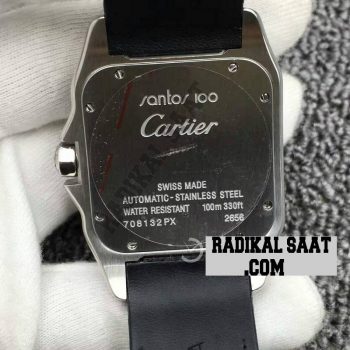 santos 100
Cartier
SWISS MADE
AUTOMATIC - STAINLESS STEEL
WATER RESISTANT 100m 330ft
708132PX 2656
RADIKAL SAAT
.COM